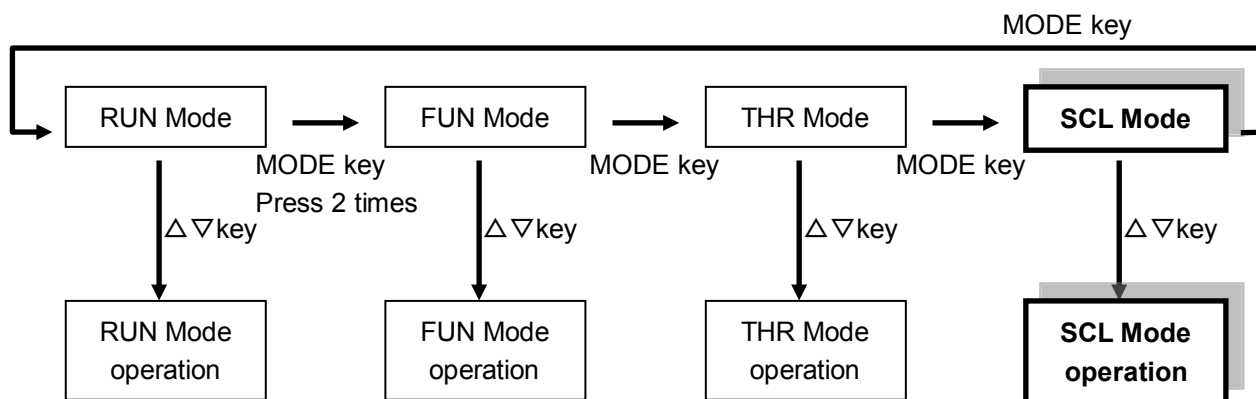 MODE key
RUN Mode
FUN Mode
THR Mode
SCL Mode
MODE key
Press 2 times
MODE key
MODE key
△▽key
△▽key
△▽key
△▽key
RUN Mode
operation
FUN Mode
operation
THR Mode
operation
SCL Mode
operation